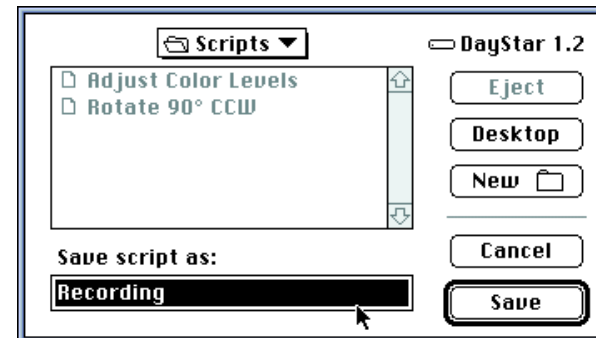 Scripts
DayStar 1.2
Adjust Color Levels
Rotate 90° CCW
Eject
Desktop
New
Save script as:
Recording
Cancel
Save